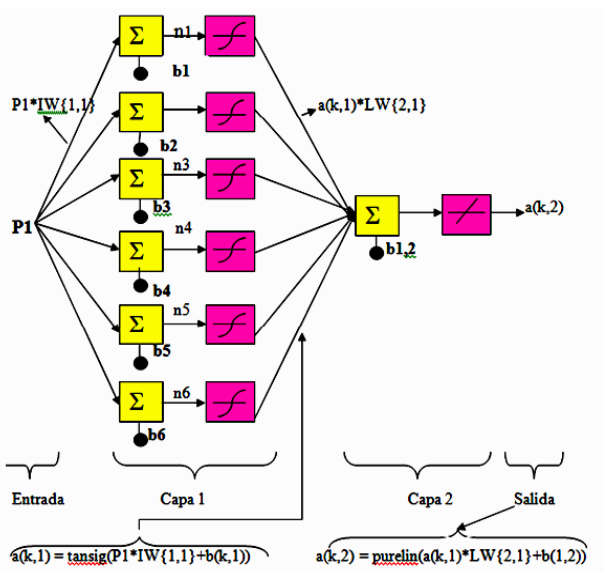 Σ
n1
b1
P1*IW{1,1}
a(k,1)*LW{2,1}
Σ
b2
Σ
n3
b3
P1
Σ
a(k,2)
b1,2
Σ
n4
b4
Σ
n5
b5
Σ
n6
b6
Entrada
Capa 1
Capa 2
Salida
a(k,1) = tansig(P1*IW{1,1}+b(k,1))
a(k,2) = purelin(a(k,1)*LW{2,1}+b(1,2))